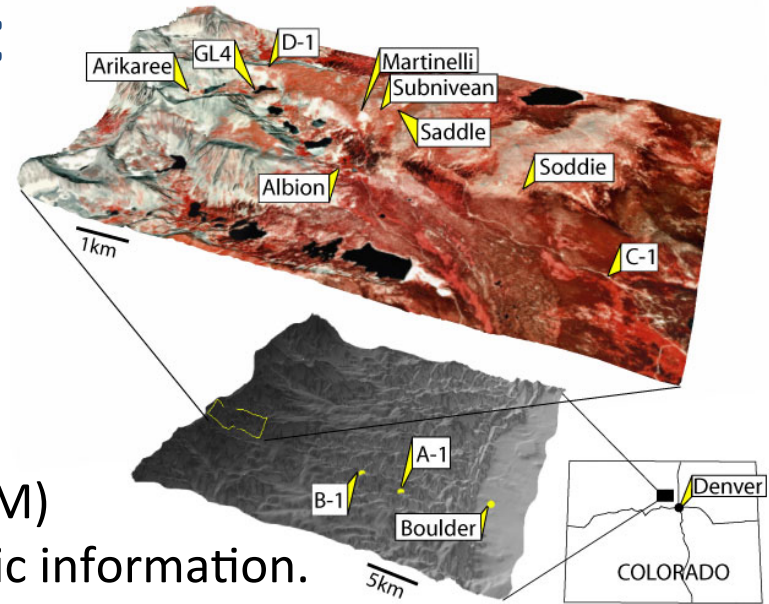 D-1
GL4
Martinelli
Arikaree
Subnivean
Saddle
Soddie
Albion
1km
C-1
A-1
B-1
Denver
M)
Boulder
ic information.
5km
COLORADO